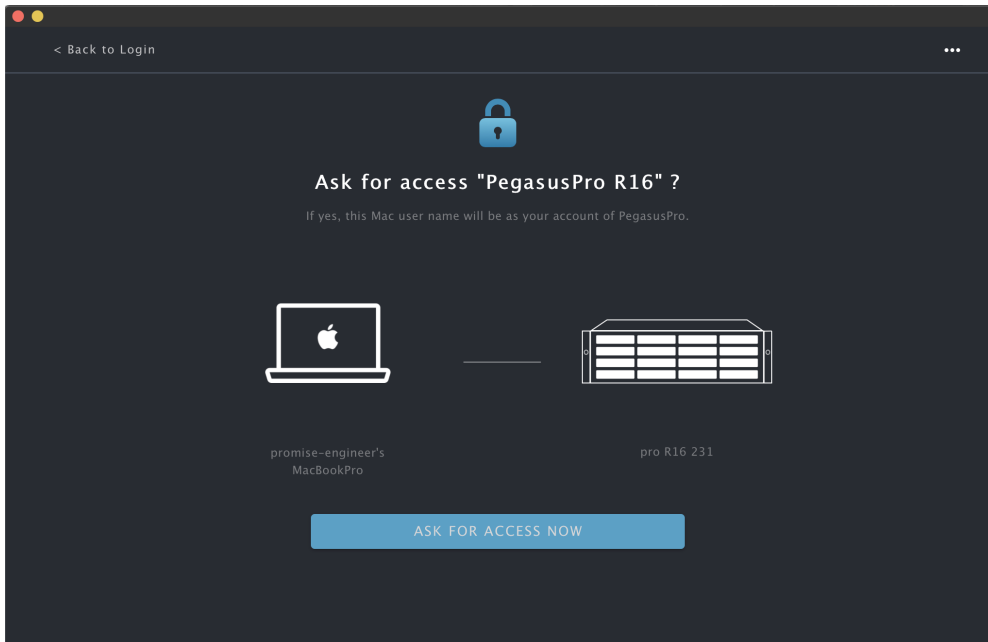 < Back to Login
•••
Ask for access "PegasusPro R16" ?
If yes, this Mac user name will be as your account of PegasusPro.
promise-engineer's
MacBookPro
pro R16 231
ASK FOR ACCESS NOW